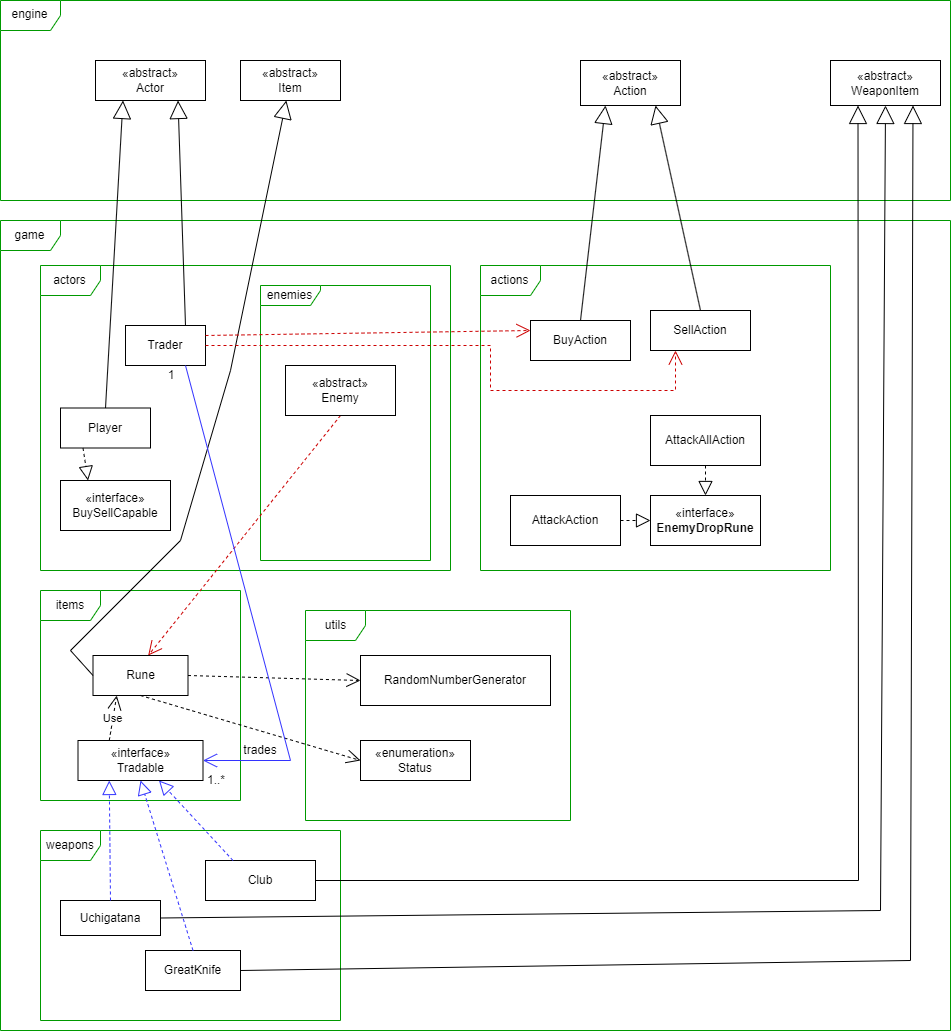 engine
«abstract»
Actor
«abstract»
Item
«abstract»
Action
«abstract»
WeaponItem
game
actors
enemies
actions
Trader
1
BuyAction
SellAction
«abstract»
Enemy
Player
«interface»
BuySellCapable
AttackAllAction
AttackAction
«interface»
EnemyDropRune
items
utils
Rune
RandomNumberGenerator
Use
«interface»
Tradable
trades
1..*
«enumeration»
Status
weapons
Club
Uchigatana
GreatKnife